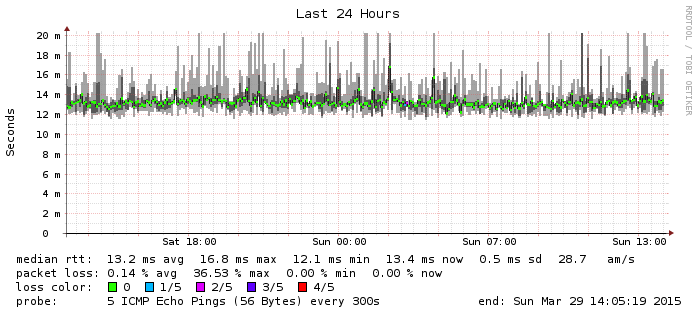 Last 24 Hours
RRDTOOL / TOBI OETIKER
Seconds
20 m
18 m
16 m
14 m
12 m
10 m
8 m
6 m
4 m
2 m
0
Sat 18:00 Sun 00:00 Sun 07:00 Sun 13:00
median rtt: 13.2 ms avg 16.8 ms max 12.1 ms min 13.4 ms now 0.5 ms sd 28.7 am/s
packet loss: 0.14 % avg 36.53 % max 0.00 % min 0.00 % now
loss color: 0 1/5 2/5 3/5 4/5
probe: 5 ICMP Echo Pings (56 Bytes) every 300s end: Sun Mar 29 14:05:19 2015